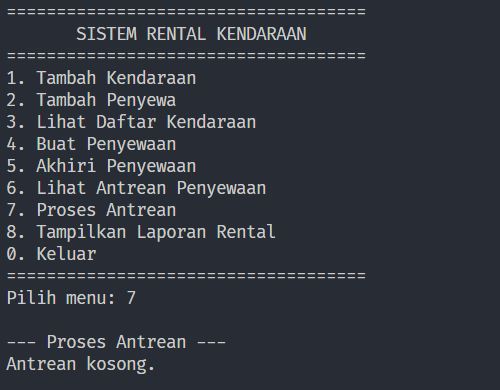 ====================================
SISTEM RENTAL KENDARAAN
====================================
1. Tambah Kendaraan
2. Tambah Penyewa
3. Lihat Daftar Kendaraan
4. Buat Penyewaan
5. Akhiri Penyewaan
6. Lihat Antrean Penyewaan
7. Proses Antrean
8. Tampilkan Laporan Rental
0. Keluar
====================================
Pilih menu: 7
--- Proses Antrean ---
Antrean kosong.